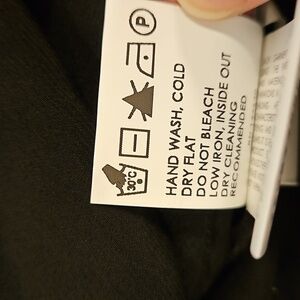 P
30°C
HAND WASH, COLD
DRY FLAT
DO NOT BLEACH
LOW IRON, INSIDE OUT
DRY CLEANING
RECOMMENDED